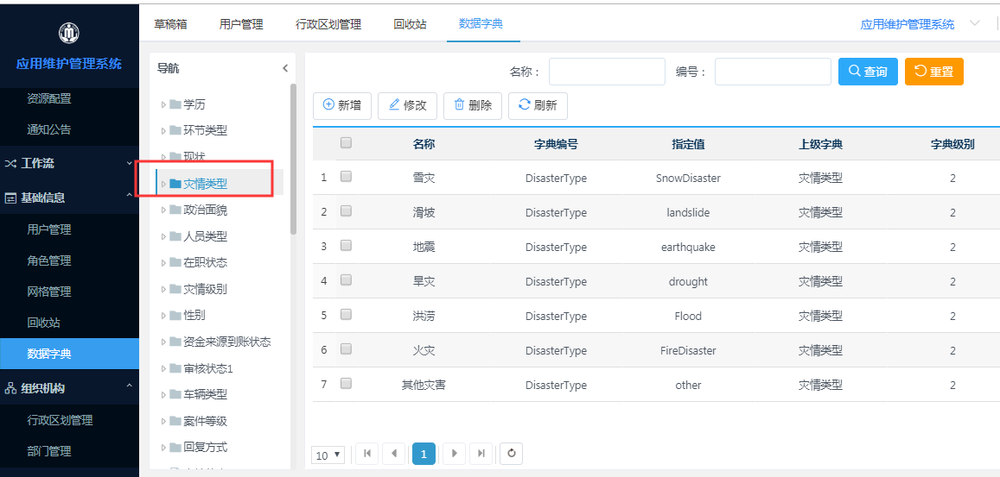 草稿箱 用户管理 行政区划管理 回收站 数据字典 应用维护管理系统
应用维护管理系统
资源配置
通知公告
工作流
基础信息
用户管理
角色管理
网格管理
回收站
数据字典
组织机构
行政区划管理
部门管理
导航
学历
环节类型
现状
灾情类型
政治面貌
人员类型
在职状态
灾情级别
性别
资金来源到账状态
审核状态1
车辆类型
案件等级
回复方式
名称： 编号： 查询 重置
新增 修改 删除 刷新
名称 字典编号 指定值 上级字典 字典级别
1 雪灾 DisasterType SnowDisaster 灾情类型 2
2 滑坡 DisasterType landslide 灾情类型 2
3 地震 DisasterType earthquake 灾情类型 2
4 旱灾 DisasterType drought 灾情类型 2
5 洪涝 DisasterType Flood 灾情类型 2
6 火灾 DisasterType FireDisaster 灾情类型 2
7 其他灾害 DisasterType other 灾情类型 2
10 1